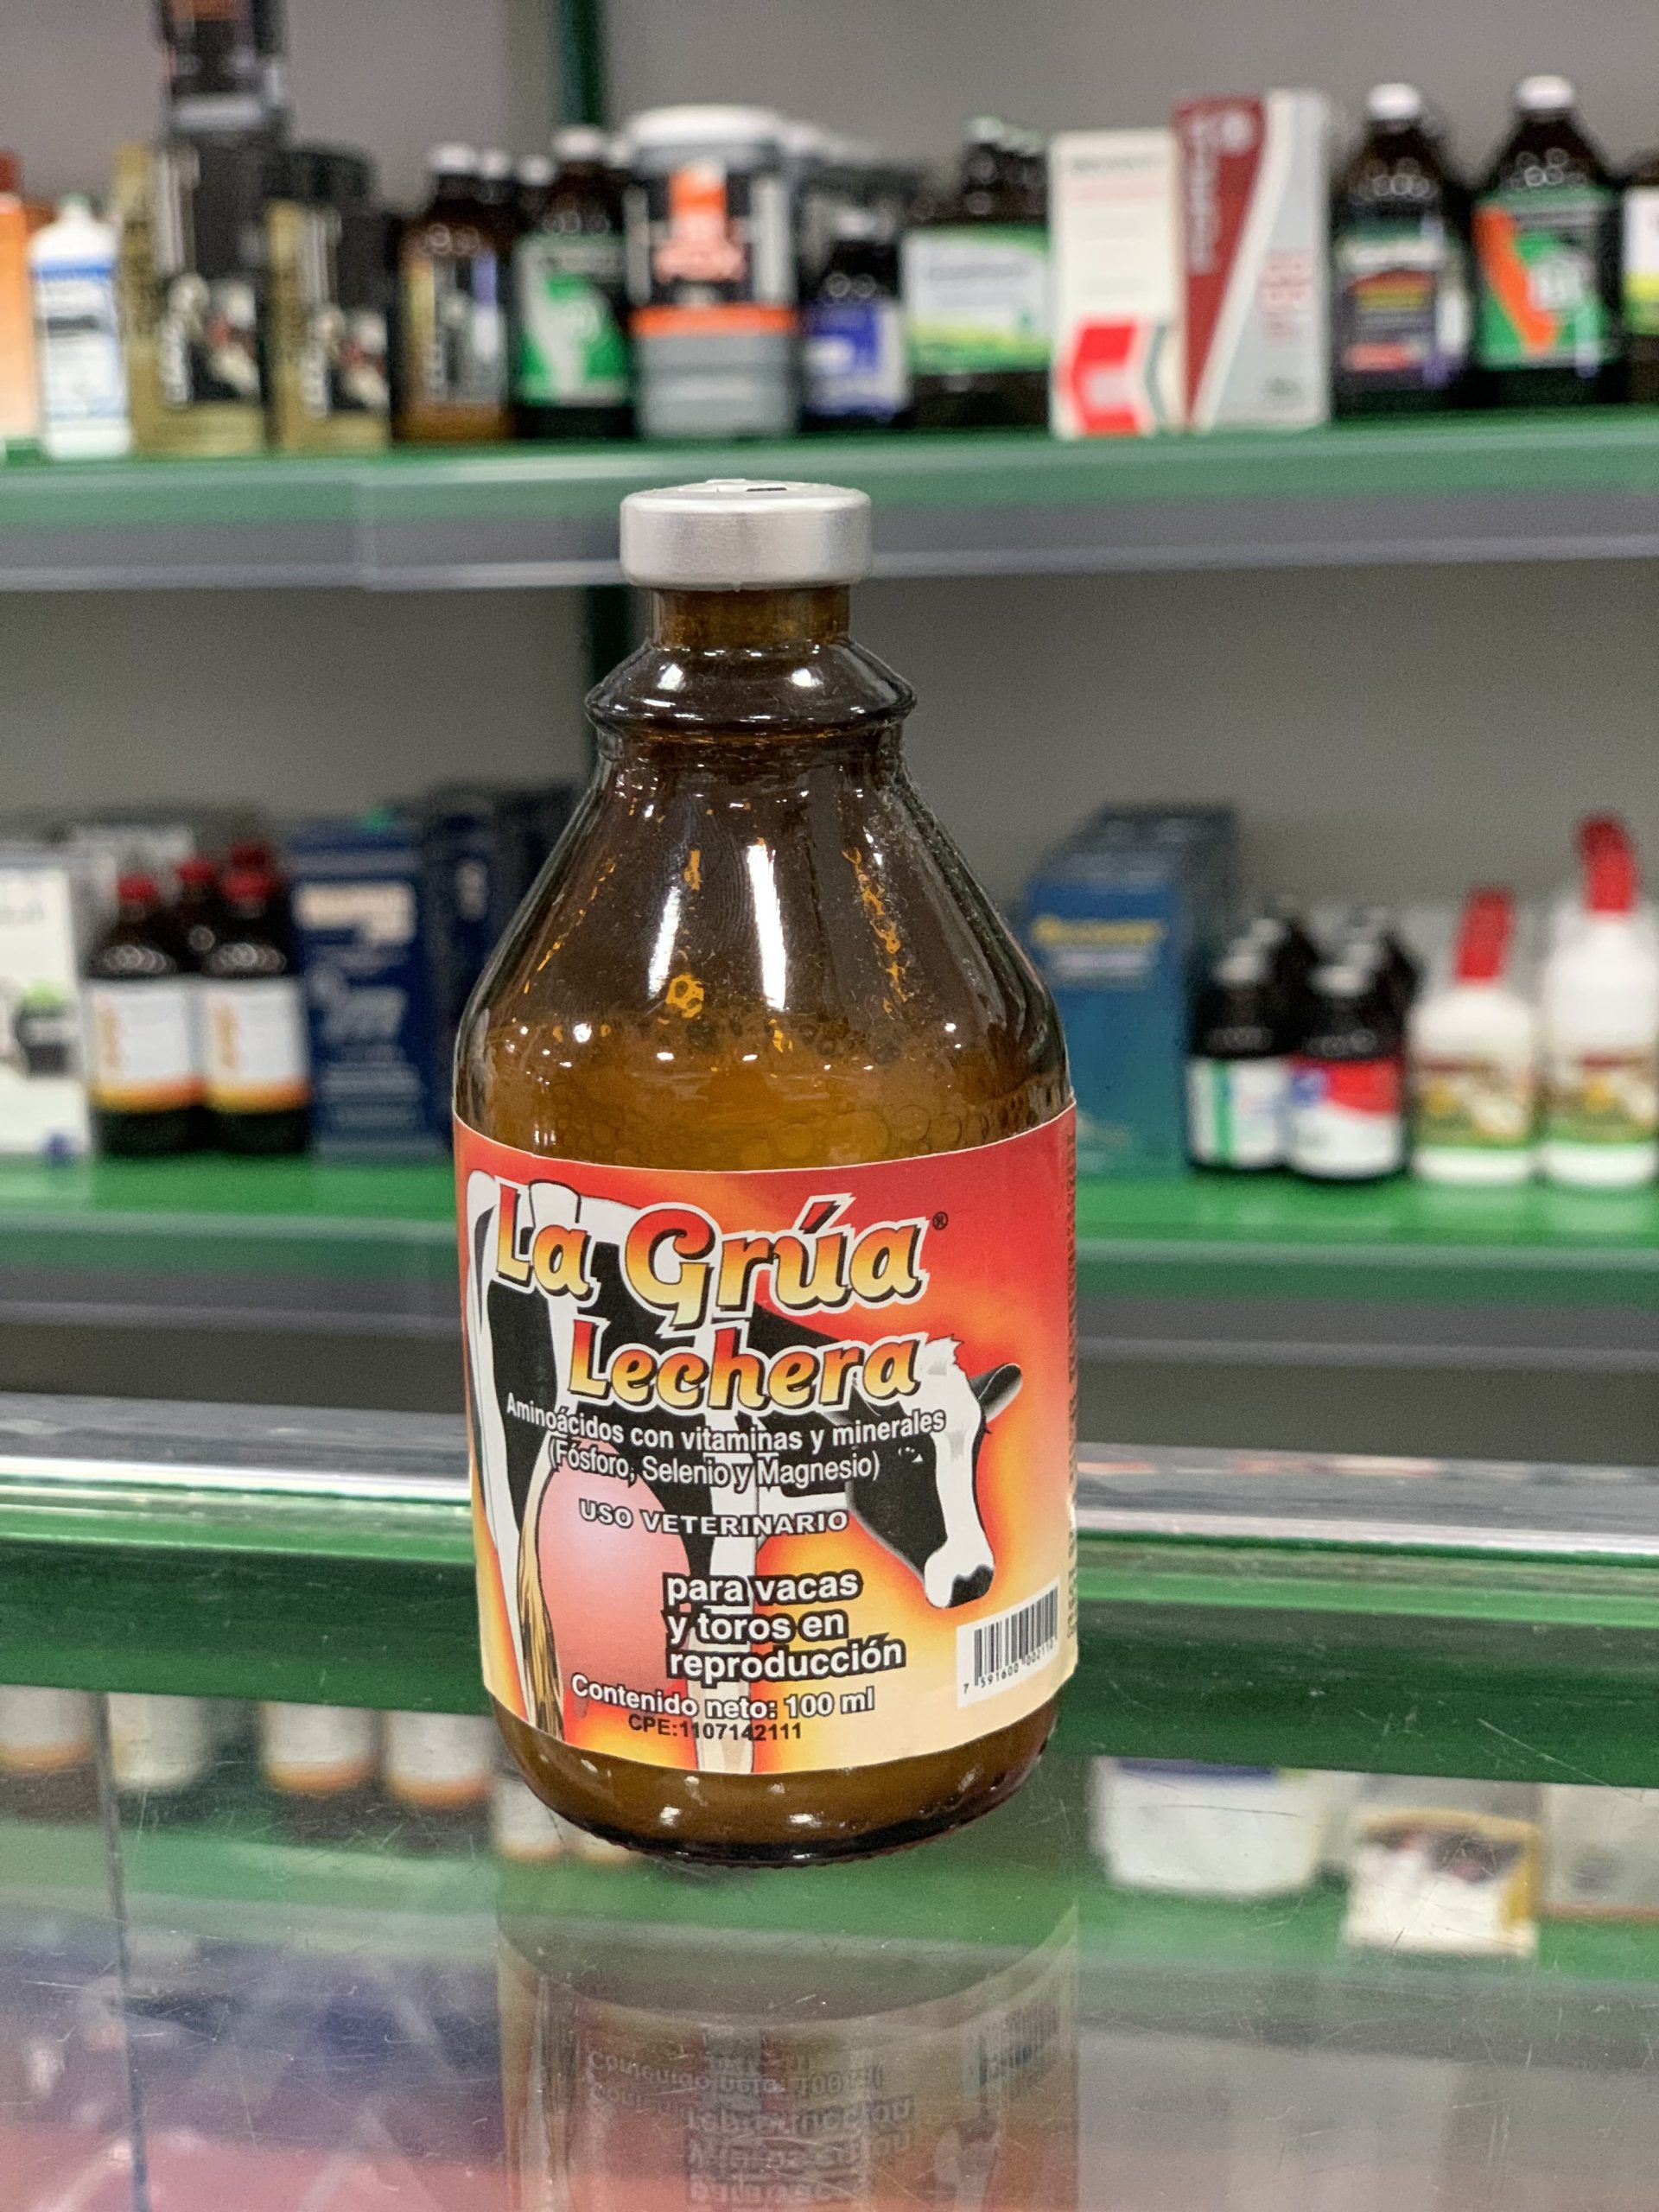 La Grúa®
Lechera
Aminoácidos con vitaminas y minerales
(Fósforo, Selenio y Magnesio)
USO VETERINARIO
para vacas
y toros en
reproducción
Contenido neto: 100 ml
CPE:1107142111